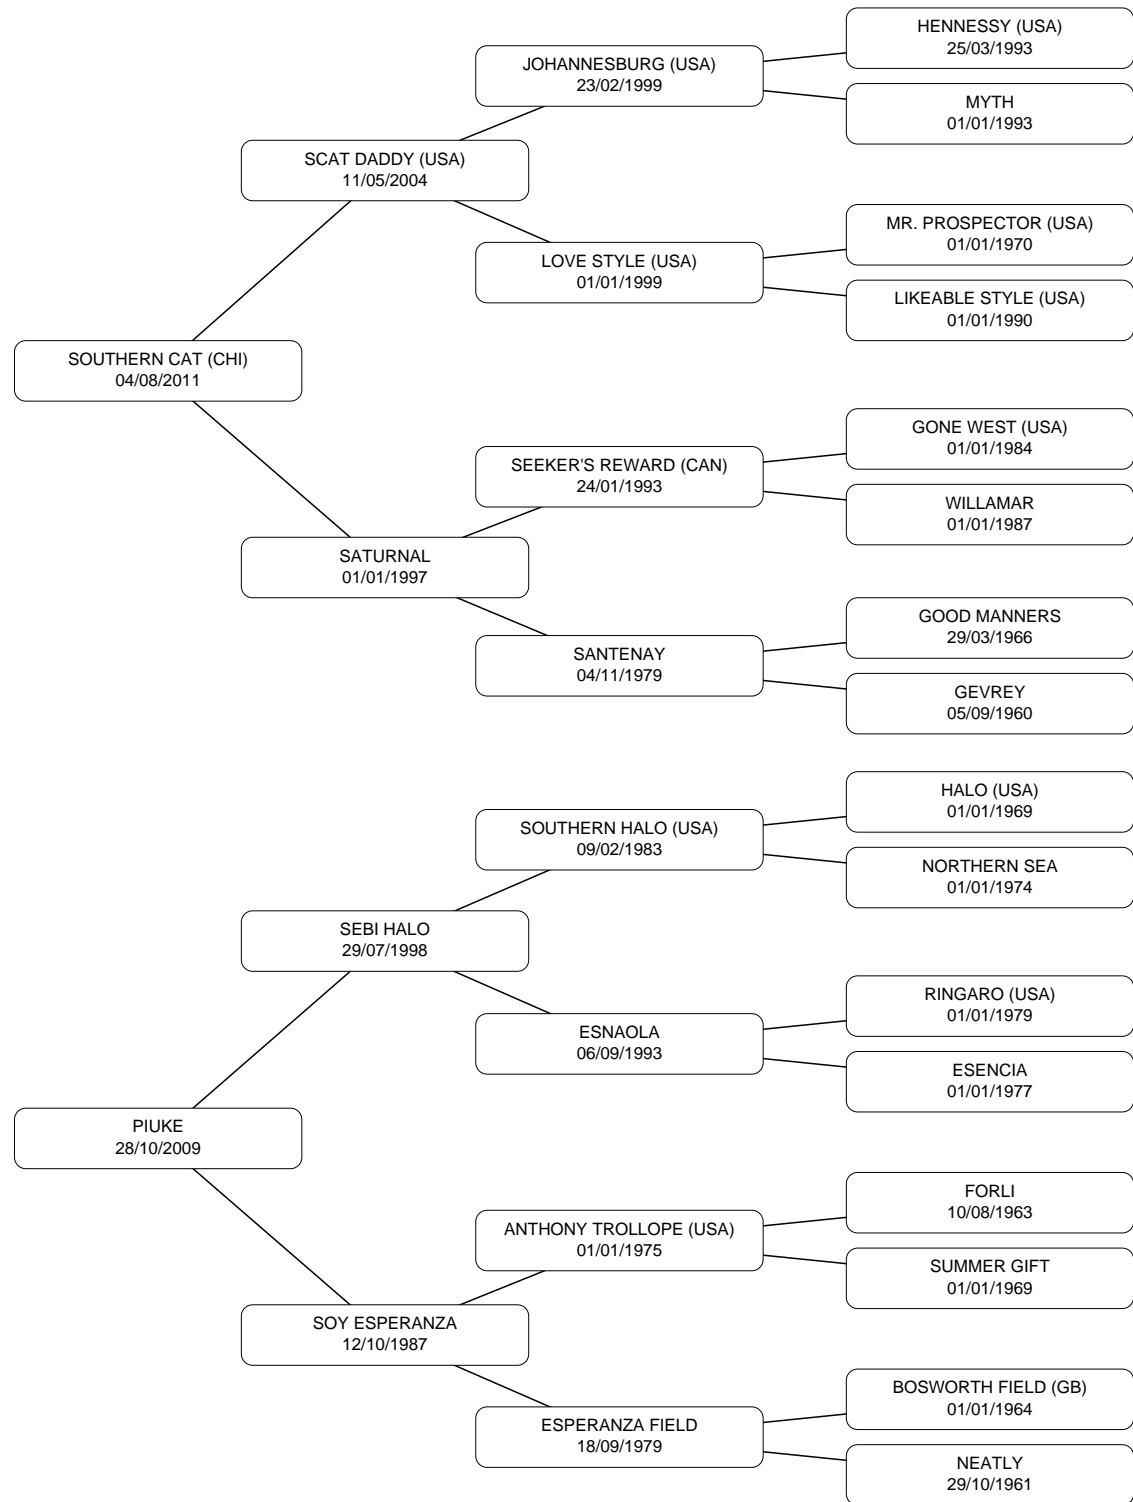 HENNESSY (USA)
25/03/1993
JOHANNESBURG (USA)
23/02/1999
MYTH
01/01/1993
SCAT DADDY (USA)
11/05/2004
MR. PROSPECTOR (USA)
01/01/1970
LOVE STYLE (USA)
01/01/1999
LIKEABLE STYLE (USA)
01/01/1990
SOUTHERN CAT (CHI)
04/08/2011
GONE WEST (USA)
01/01/1984
SEEKER'S REWARD (CAN)
24/01/1993
WILLAMAR
01/01/1987
SATURNAL
01/01/1997
GOOD MANNERS
29/03/1966
SANTENAY
04/11/1979
GEVREY
05/09/1960
HALO (USA)
01/01/1969
SOUTHERN HALO (USA)
09/02/1983
NORTHERN SEA
01/01/1974
SEBI HALO
29/07/1998
RINGARO (USA)
01/01/1979
ESNAOLA
06/09/1993
ESENCIA
01/01/1977
PIUKE
28/10/2009
FORLI
10/08/1963
ANTHONY TROLLOPE (USA)
01/01/1975
SUMMER GIFT
01/01/1969
SOY ESPERANZA
12/10/1987
BOSWORTH FIELD (GB)
01/01/1964
ESPERANZA FIELD
18/09/1979
NEATLY
29/10/1961